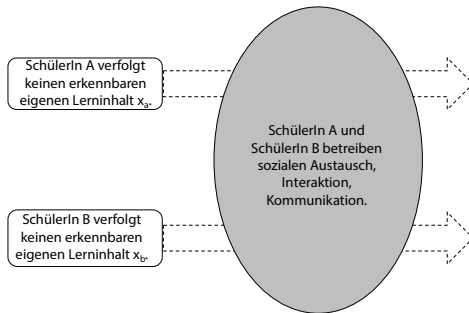 SchülerIn A verfolgt
keinen erkennbaren
eigenen Lerninhalt xₐ.
SchülerIn A und
SchülerIn B betreiben
sozialen Austausch,
Interaktion,
Kommunikation.
SchülerIn B verfolgt
keinen erkennbaren
eigenen Lerninhalt x_b.